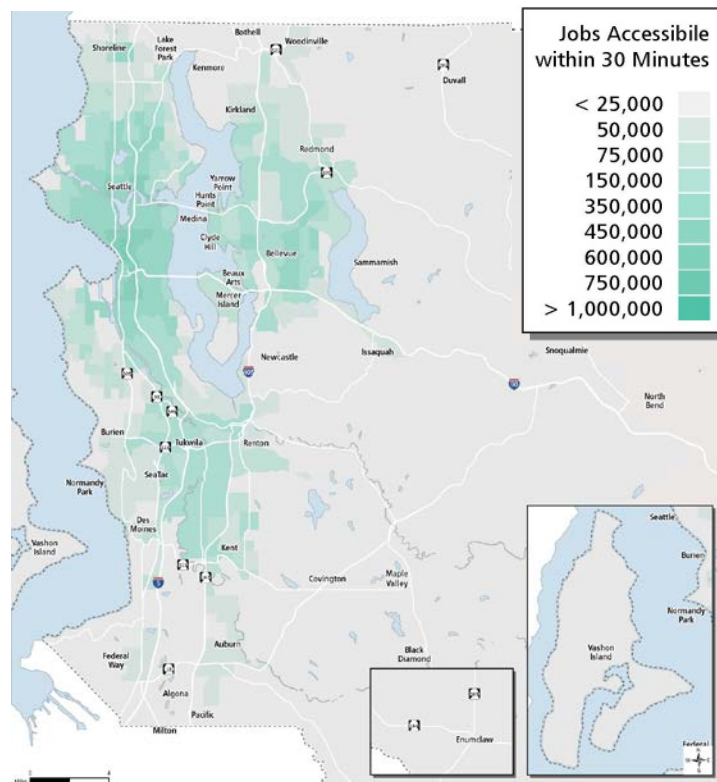 Jobs Accessibile
within 30 Minutes
< 25,000
50,000
75,000
150,000
350,000
450,000
600,000
750,000
> 1,000,000
Shoreline
Lake
Forest
Park
Bothell
Woodinville
Kenmore
Duvall
Kirkland
Redmond
Yarrow
Point
Seattle
Hunts
Point
Medina
Clyde
Hill
Bellevue
Sammamish
Beaux
Arts
Mercer
Island
Newcastle
Issaquah
Snoqualmie
North
Bend
Burien
Tukwila
Renton
SeaTac
Normandy
Park
Des
Moines
Vashon
Island
Kent
Covington
Maple
Valley
Federal
Way
Auburn
Black
Diamond
Algona
Pacific
Milton
Enumclaw
Seattle
Burien
Normandy
Park
Vashon
Island
Federal